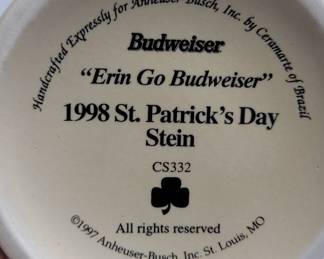 Handcrafted Expressly for Anheuser-Busch, Inc. by Ceramarte of Brazil
Budweiser
"Erin Go Budweiser"
1998 St. Patrick's Day
Stein
CS332
All rights reserved
©1997 Anheuser-Busch, Inc. St. Louis, MO